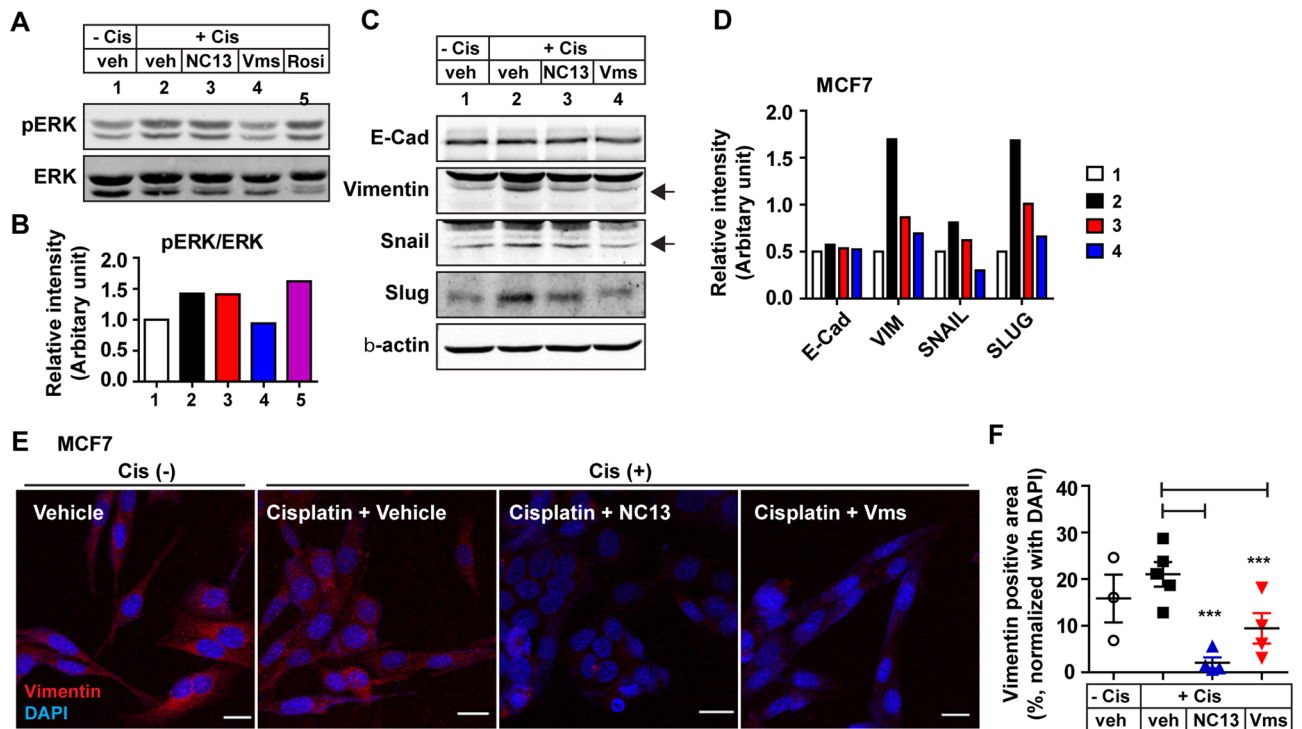 A
- Cis + Cis
veh veh NC13 Vms Rosi
1 2 3 4 5
pERK
ERK
B
pERK/ERK
Relative intensity
(Arbitary unit)
2.0
1.5
1.0
0.5
0.0
1 2 3 4 5
C
- Cis + Cis
veh veh NC13 Vms
1 2 3 4
E-Cad
Vimentin
Snail
Slug
b-actin
D
MCF7
Relative intensity
(Arbitary unit)
2.0
1.5
1.0
0.5
0.0
E-Cad VIM SNAIL SLUG
1
2
3
4
E
MCF7
Cis (-) Cis (+)
Vehicle Cisplatin + Vehicle Cisplatin + NC13 Cisplatin + Vms
Vimentin
DAPI
F
Vimentin positive area
(%, normalized with DAPI)
40
30
20
10
0
***
***
- Cis + Cis
veh veh NC13 Vms